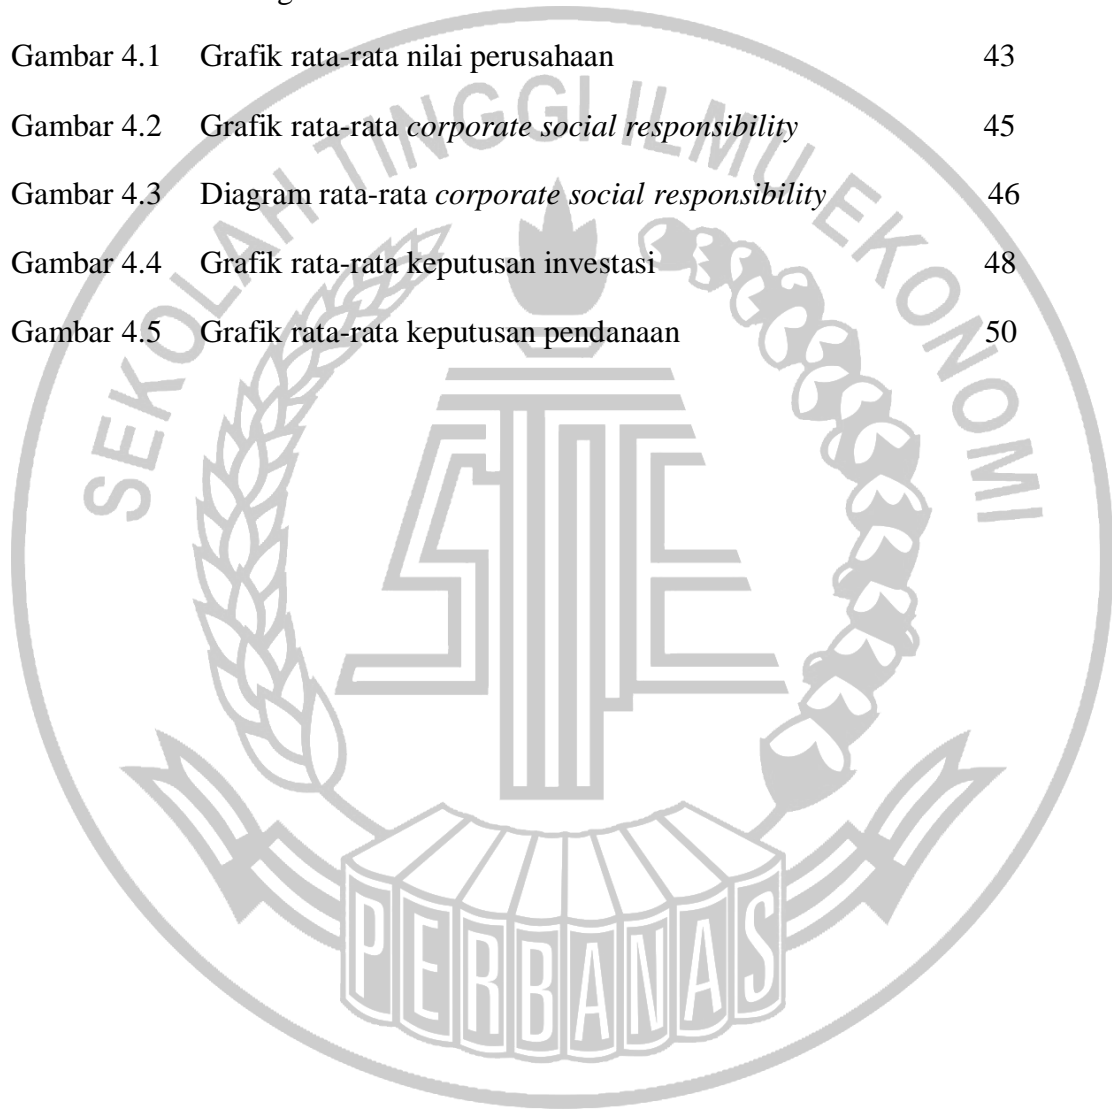 Gambar 4.1 Grafik rata-rata nilai perusahaan 43
Gambar 4.2 Grafik rata-rata corporate social responsibility 45
Gambar 4.3 Diagram rata-rata corporate social responsibility 46
Gambar 4.4 Grafik rata-rata keputusan investasi 48
Gambar 4.5 Grafik rata-rata keputusan pendanaan 50
SEKOLAH TINGGI ILMU EKONOMI
STIE
PERBANAS